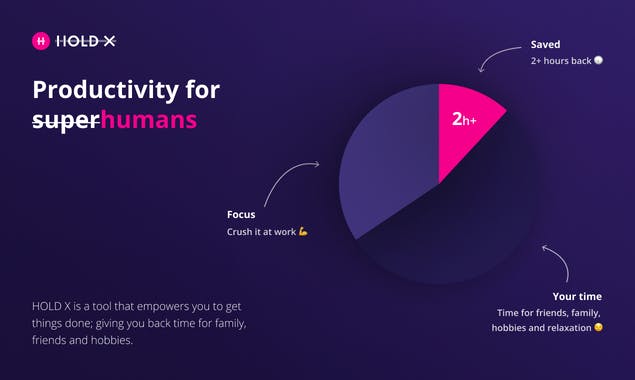 HOLD X
Productivity for
superhumans
Saved
2+ hours back
2h+
Focus
Crush it at work 💪
Your time
Time for friends, family,
hobbies and relaxation 😏
HOLD X is a tool that empowers you to get
things done; giving you back time for family,
friends and hobbies.